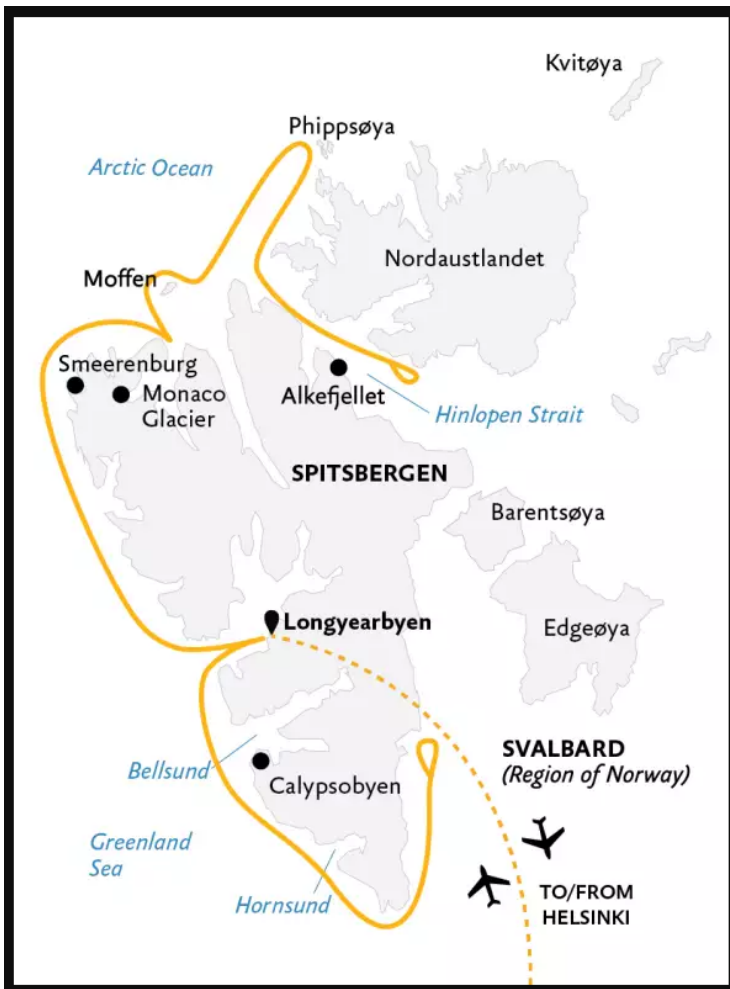 Kvitøya
Phippsøya
Arctic Ocean
Nordaustlandet
Moffen
Smeerenburg
Monaco
Glacier
Alkefjellet
Hinlopen Strait
SPITSBERGEN
Barentsøya
Longyearbyen
Edgeøya
SVALBARD
(Region of Norway)
Bellsund
Calypsobyen
Greenland
Sea
Hornsund
TO/FROM
HELSINKI